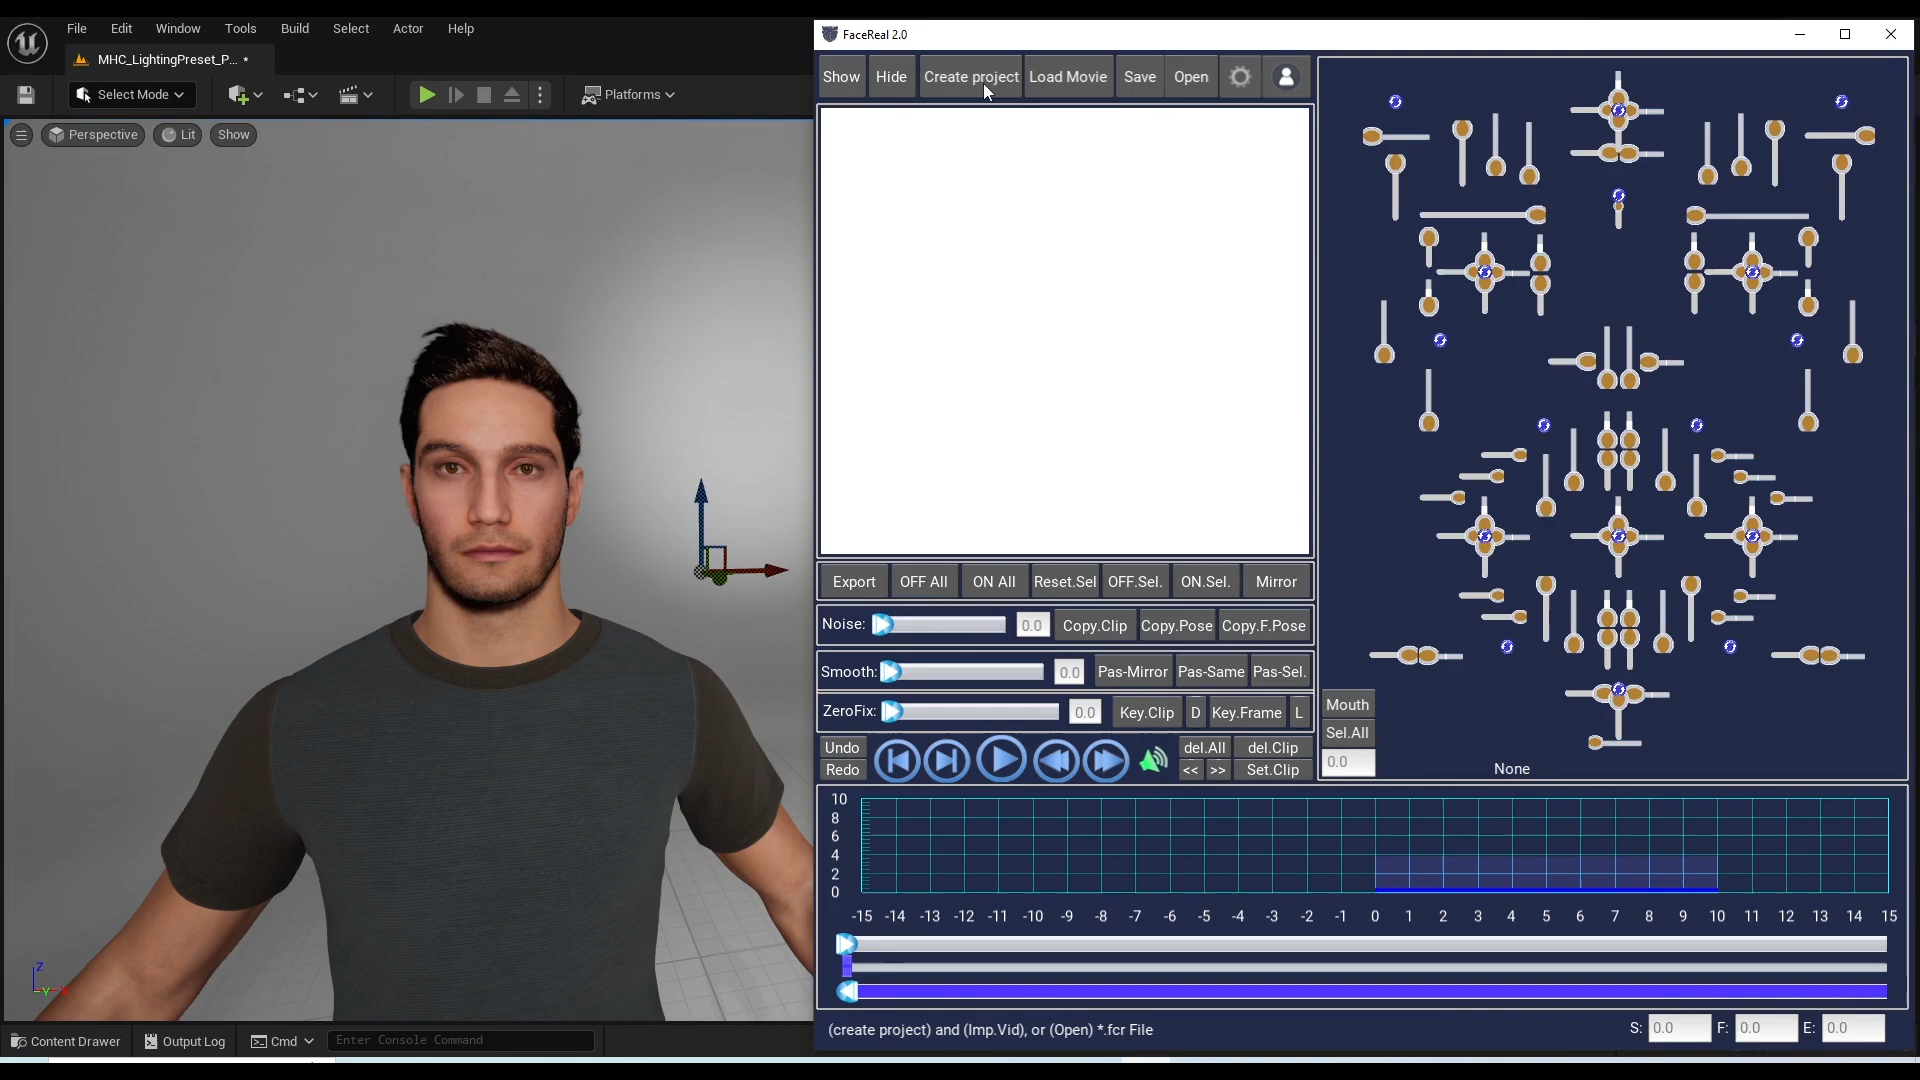 File Edit Window Tools Build Select Actor Help
MHC_LightingPreset_P... •
Select Mode
Platforms
Perspective Lit Show
Content Drawer Output Log Cmd Enter Console Command
FaceReal 2.0
Show Hide Create project Load Movie Save Open
Export OFF All ON All Reset.Sel OFF.Sel. ON.Sel. Mirror
Noise: 0.0 Copy.Clip Copy.Pose Copy.F.Pose
Smooth: 0.0 Pas-Mirror Pas-Same Pas-Sel.
ZeroFix: 0.0 Key.Clip D Key.Frame L
Undo del.All del.Clip
Redo << >> Set.Clip
Mouth
Sel.All
0.0
None
10
8
6
4
2
0
-15 -14 -13 -12 -11 -10 -9 -8 -7 -6 -5 -4 -3 -2 -1 0 1 2 3 4 5 6 7 8 9 10 11 12 13 14 15
(create project) and (Imp.Vid), or (Open) *.fcr File
S: 0.0 F: 0.0 E: 0.0
Z
Y
X